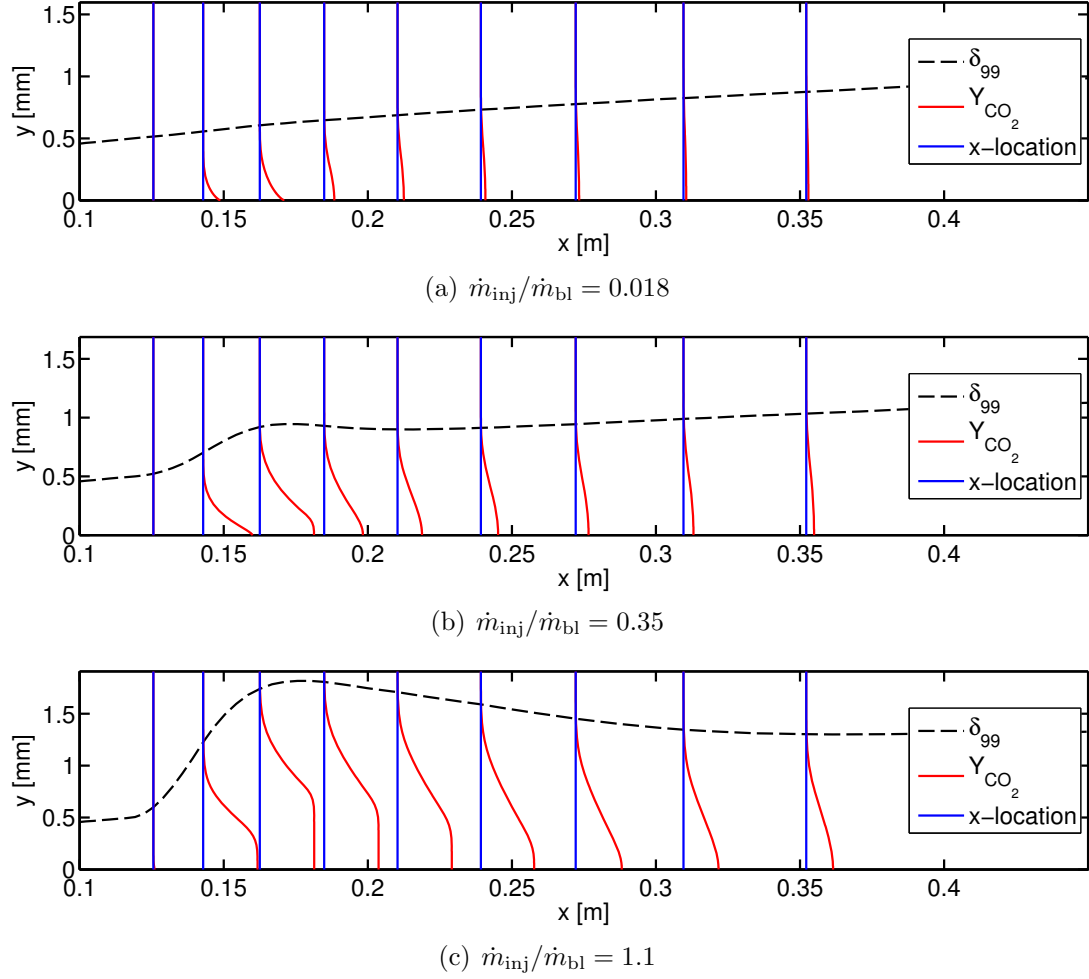 1.5
1
0.5
0
y [mm]
0.1 0.15 0.2 0.25 0.3 0.35 0.4
x [m]
δ99
YCO2
x−location
(a) ṁinj/ṁbl = 0.018
1.5
1
0.5
0
y [mm]
0.1 0.15 0.2 0.25 0.3 0.35 0.4
x [m]
δ99
YCO2
x−location
(b) ṁinj/ṁbl = 0.35
1.5
1
0.5
0
y [mm]
0.1 0.15 0.2 0.25 0.3 0.35 0.4
x [m]
δ99
YCO2
x−location
(c) ṁinj/ṁbl = 1.1